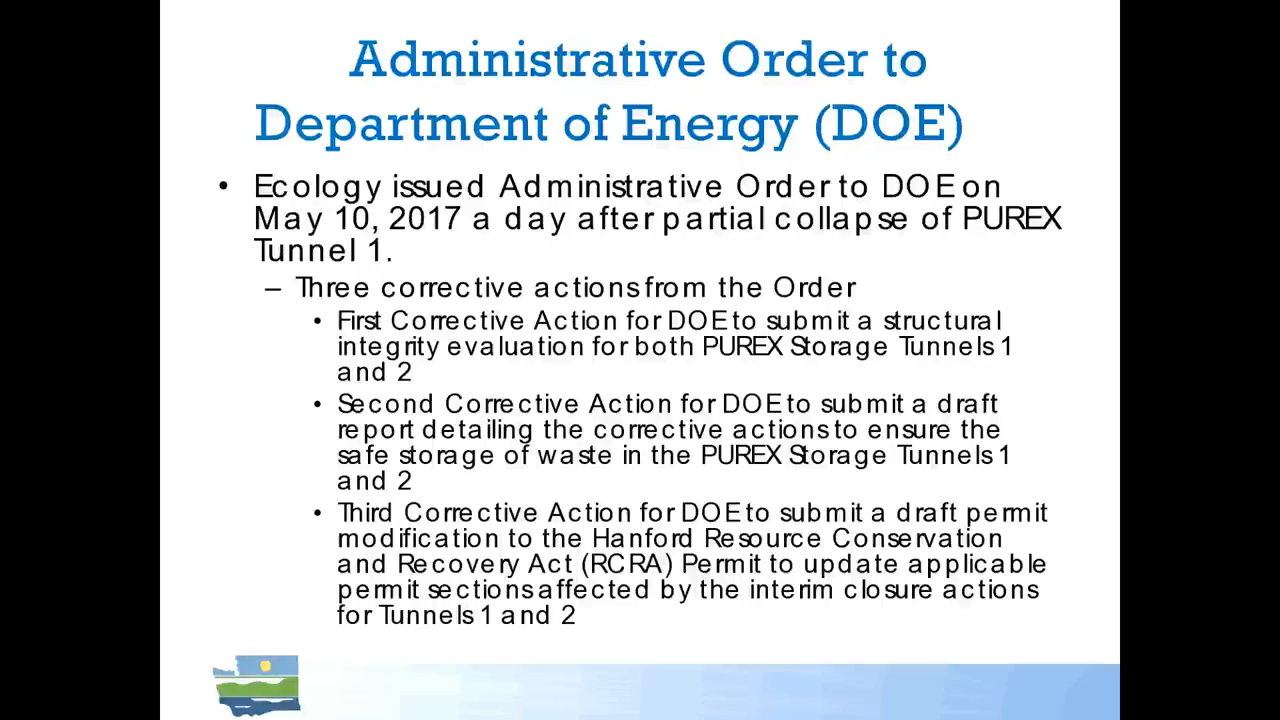 Administrative Order to
Department of Energy (DOE)
• Ecology issued Administrative Order to DOE on
May 10, 2017 a day after partial collapse of PUREX
Tunnel 1.
– Three corrective actions from the Order
• First Corrective Action for DOE to submit a structural
integrity evaluation for both PUREX Storage Tunnels 1
and 2
• Second Corrective Action for DOE to submit a draft
report detailing the corrective actions to ensure the
safe storage of waste in the PUREX Storage Tunnels 1
and 2
• Third Corrective Action for DOE to submit a draft permit
modification to the Hanford Resource Conservation
and Recovery Act (RCRA) Permit to update applicable
permit sections affected by the interim closure actions
for Tunnels 1 and 2